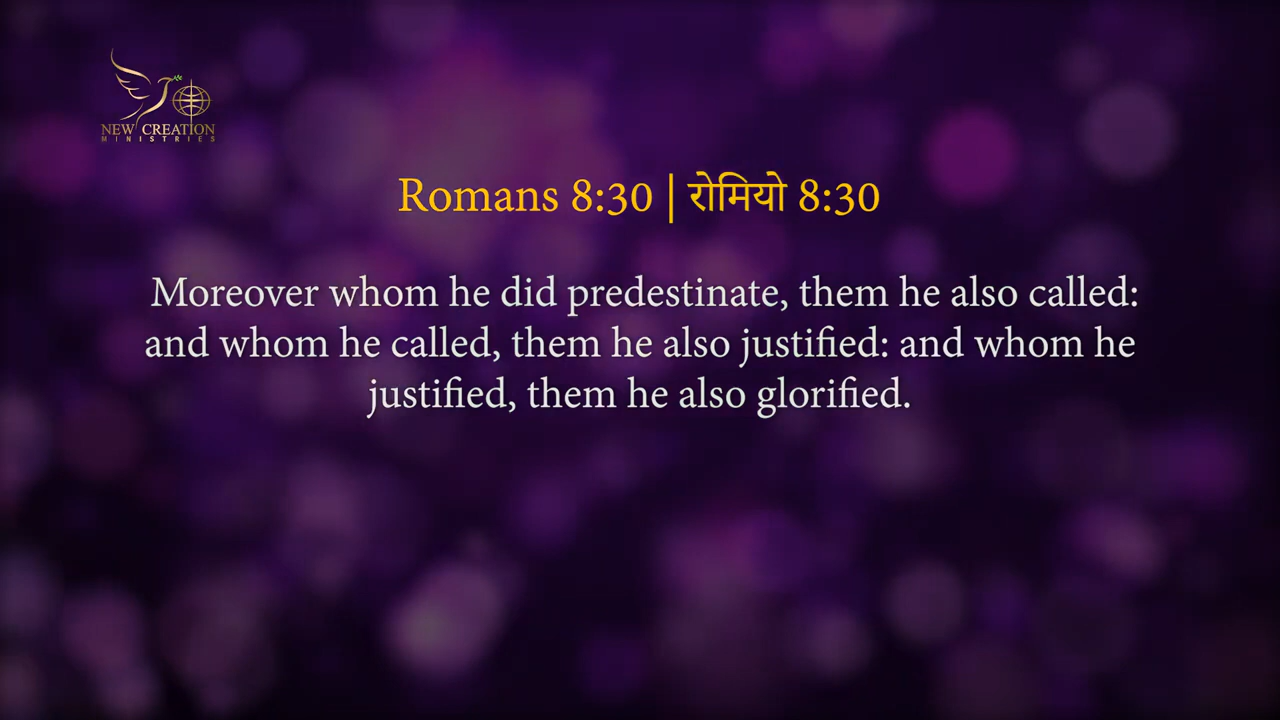 NEW CREATION
MINISTRIES
Romans 8:30 | रोमियो 8:30
Moreover whom he did predestinate, them he also called:
and whom he called, them he also justified: and whom he
justified, them he also glorified.